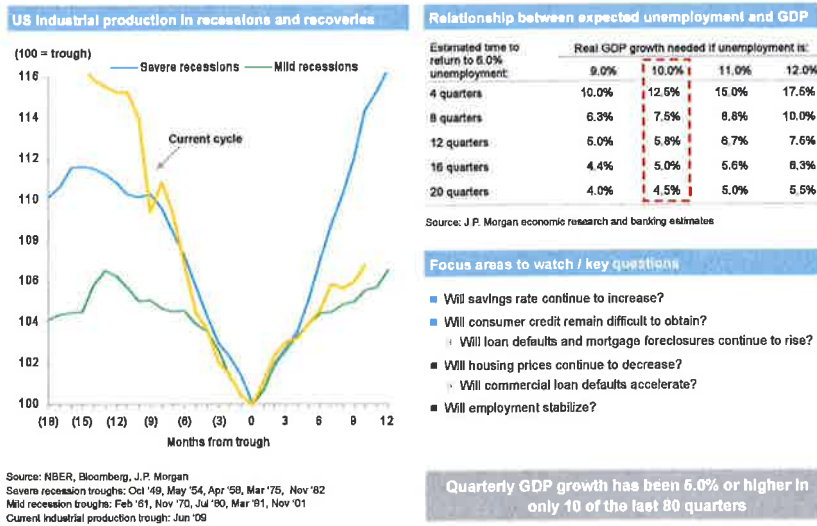 US industrial production in recessions and recoveries
(100 = trough)
Severe recessions
Mild recessions
116
114
112
110
109
106
104
102
100
Current cycle
(18) (15) (12) (9) (6) (3) 0 3 6 9 12
Months from trough
Source: NBER, Bloomberg, J.P. Morgan
Severe recession troughs: Oct '49, May '54, Apr '58, Mar '75, Nov '82
Mild recession troughs: Feb '61, Nov '70, Jul '80, Mar '91, Nov '01
Current industrial production trough: Jun '09
Relationship between expected unemployment and GDP
Estimated time to return to 6.0% unemployment:
Real GDP growth needed if unemployment is:
9.0% 10.0% 11.0% 12.0%
4 quarters 10.0% 12.5% 15.0% 17.5%
8 quarters 6.3% 7.5% 8.8% 10.0%
12 quarters 5.0% 5.8% 6.7% 7.5%
16 quarters 4.4% 5.0% 5.6% 6.3%
20 quarters 4.0% 4.5% 5.0% 5.5%
Source: J.P. Morgan economic research and banking estimates
Focus areas to watch / key questions
Will savings rate continue to increase?
Will consumer credit remain difficult to obtain?
Will loan defaults and mortgage foreclosures continue to rise?
Will housing prices continue to decrease?
Will commercial loan defaults accelerate?
Will employment stabilize?
Quarterly GDP growth has been 5.0% or higher in
only 10 of the last 80 quarters